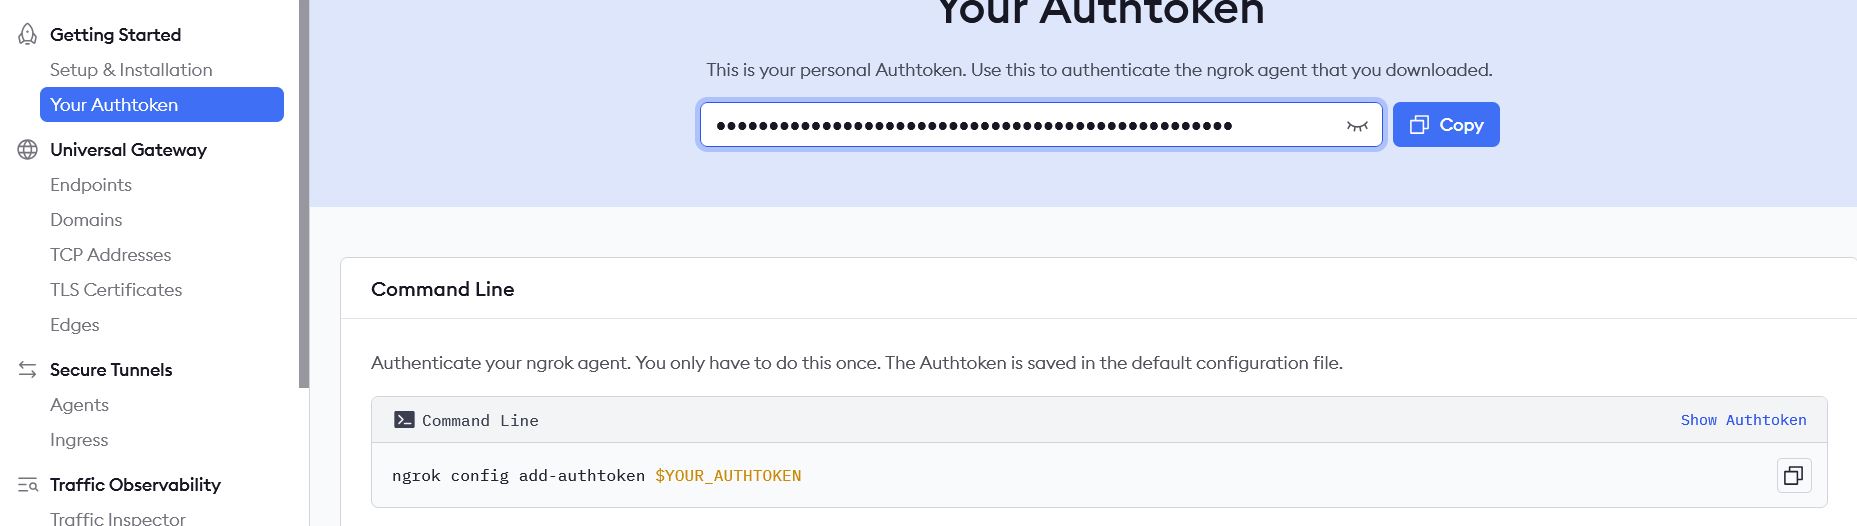 Getting Started
Setup & Installation
Your Authtoken
Universal Gateway
Endpoints
Domains
TCP Addresses
TLS Certificates
Edges
Secure Tunnels
Agents
Ingress
Traffic Observability
Traffic Inspector
Your Authtoken
This is your personal Authtoken. Use this to authenticate the ngrok agent that you downloaded.
Copy
Command Line
Authenticate your ngrok agent. You only have to do this once. The Authtoken is saved in the default configuration file.
Command Line
Show Authtoken
ngrok config add-authtoken $YOUR_AUTHTOKEN